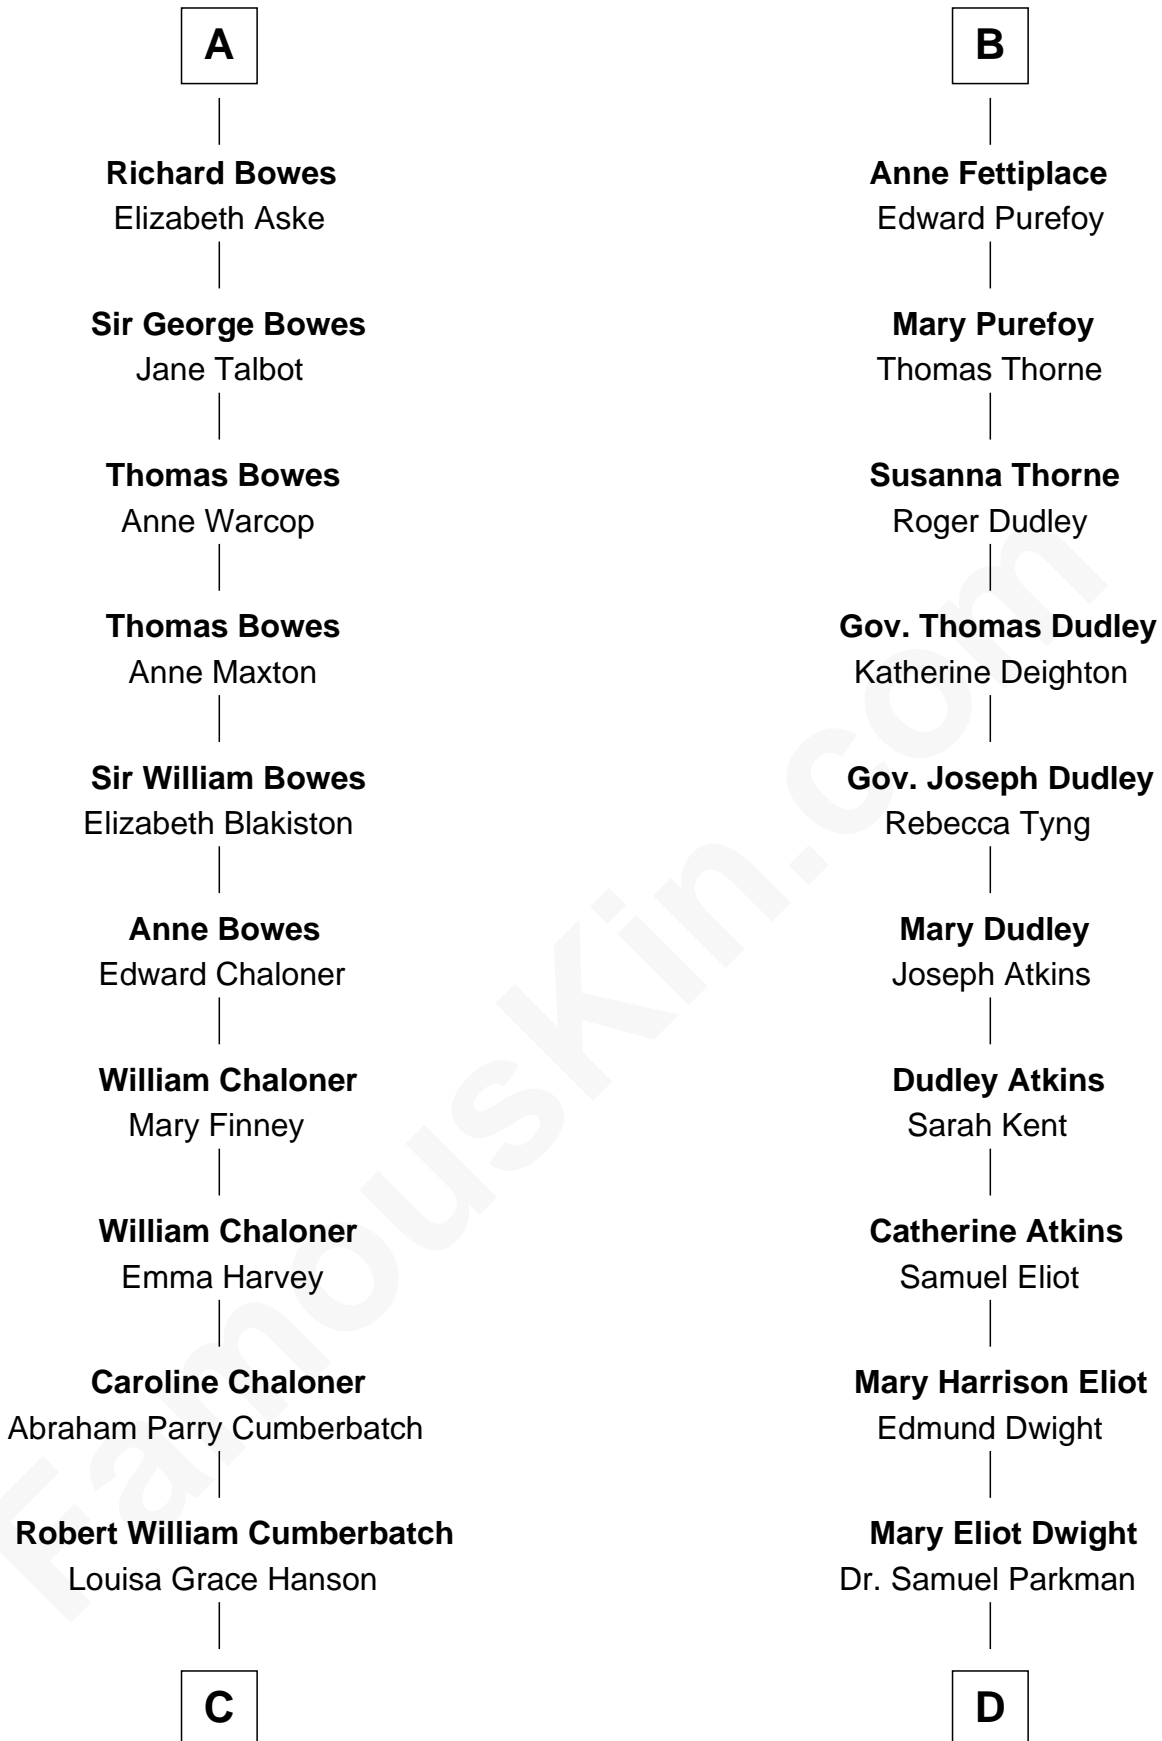 A
Richard Bowes
Elizabeth Aske
Sir George Bowes
Jane Talbot
Thomas Bowes
Anne Warcop
Thomas Bowes
Anne Maxton
Sir William Bowes
Elizabeth Blakiston
Anne Bowes
Edward Chaloner
William Chaloner
Mary Finney
William Chaloner
Emma Harvey
Caroline Chaloner
Abraham Parry Cumberbatch
Robert William Cumberbatch
Louisa Grace Hanson
C
B
Anne Fettiplace
Edward Purefoy
Mary Purefoy
Thomas Thorne
Susanna Thorne
Roger Dudley
Gov. Thomas Dudley
Katherine Deighton
Gov. Joseph Dudley
Rebecca Tyng
Mary Dudley
Joseph Atkins
Dudley Atkins
Sarah Kent
Catherine Atkins
Samuel Eliot
Mary Harrison Eliot
Edmund Dwight
Mary Eliot Dwight
Dr. Samuel Parkman
D
FamousKin.com